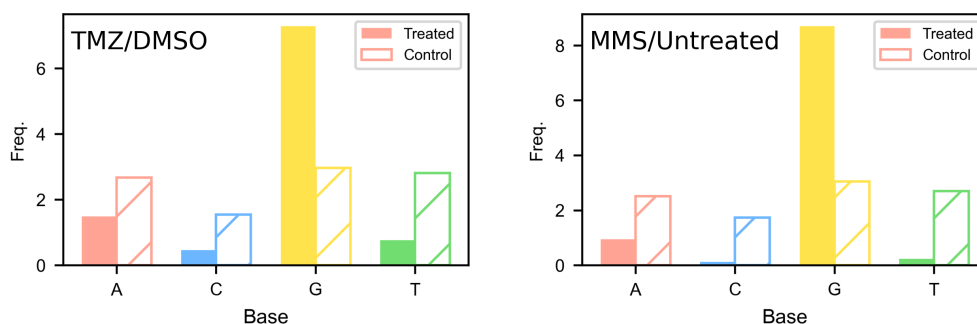 TMZ/DMSO
Treated
Control
Freq.
6
4
2
0
A C G T
Base
MMS/Untreated
Treated
Control
Freq.
8
6
4
2
0
A C G T
Base